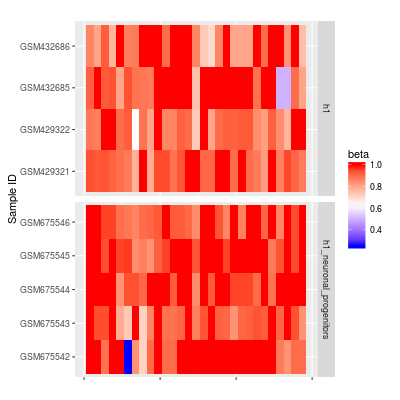 Sample ID
GSM432686
GSM432685
GSM429322
GSM429321
h1
GSM675546
GSM675545
GSM675544
GSM675543
GSM675542
h1_neuronal_progenitors
beta
1.0
0.8
0.6
0.4